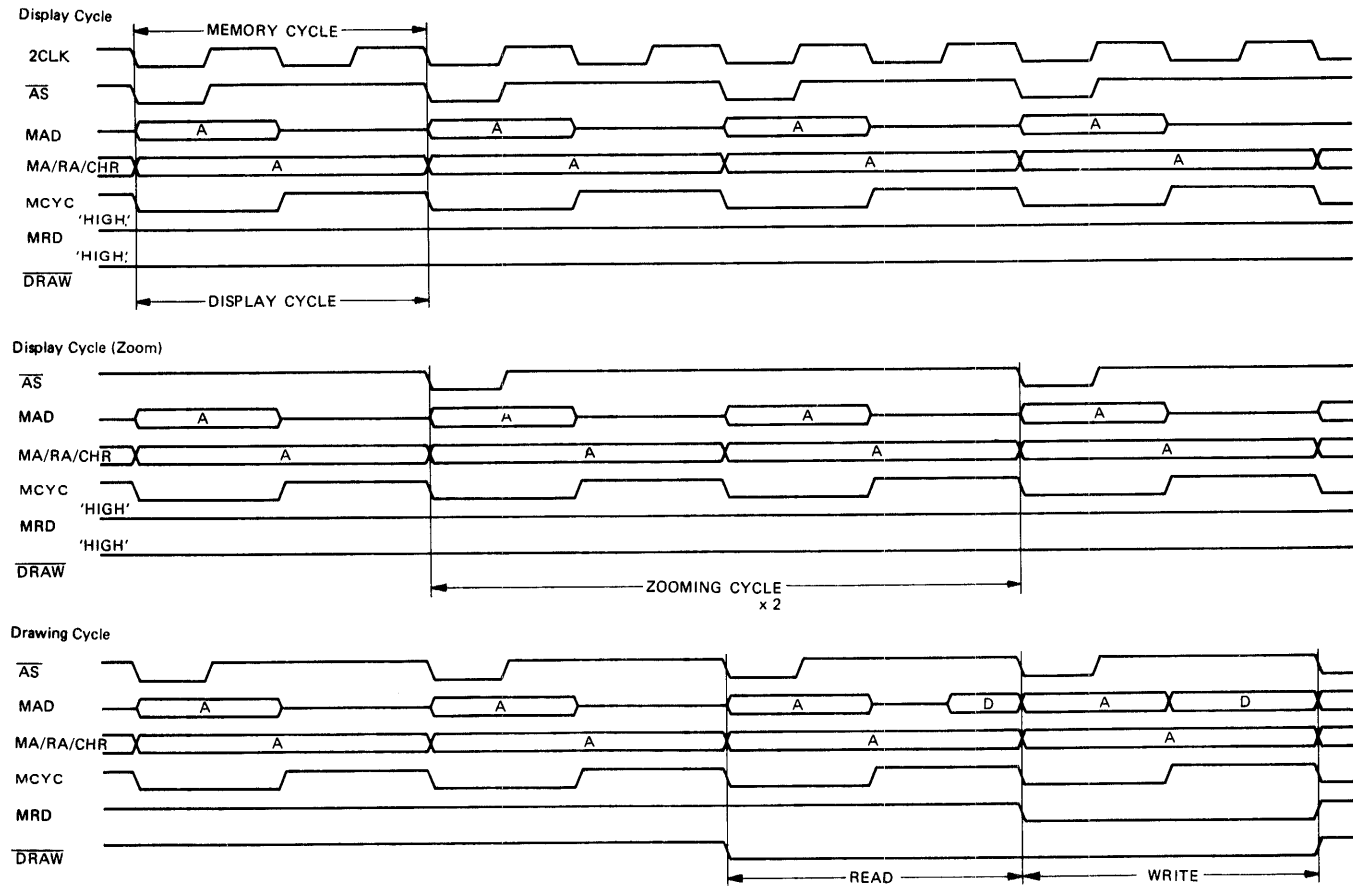 Display Cycle
MEMORY CYCLE
2CLK
AS
MAD A A A A
MA/RA/CHR A A A A
MCYC
'HIGH'
MRD
'HIGH'
DRAW
DISPLAY CYCLE
Display Cycle (Zoom)
AS
MAD A A A A
MA/RA/CHR A A A A
MCYC
'HIGH'
MRD
'HIGH'
DRAW
ZOOMING CYCLE
x 2
Drawing Cycle
AS
MAD A A A D A D
MA/RA/CHR A A A A
MCYC
MRD
DRAW
READ WRITE